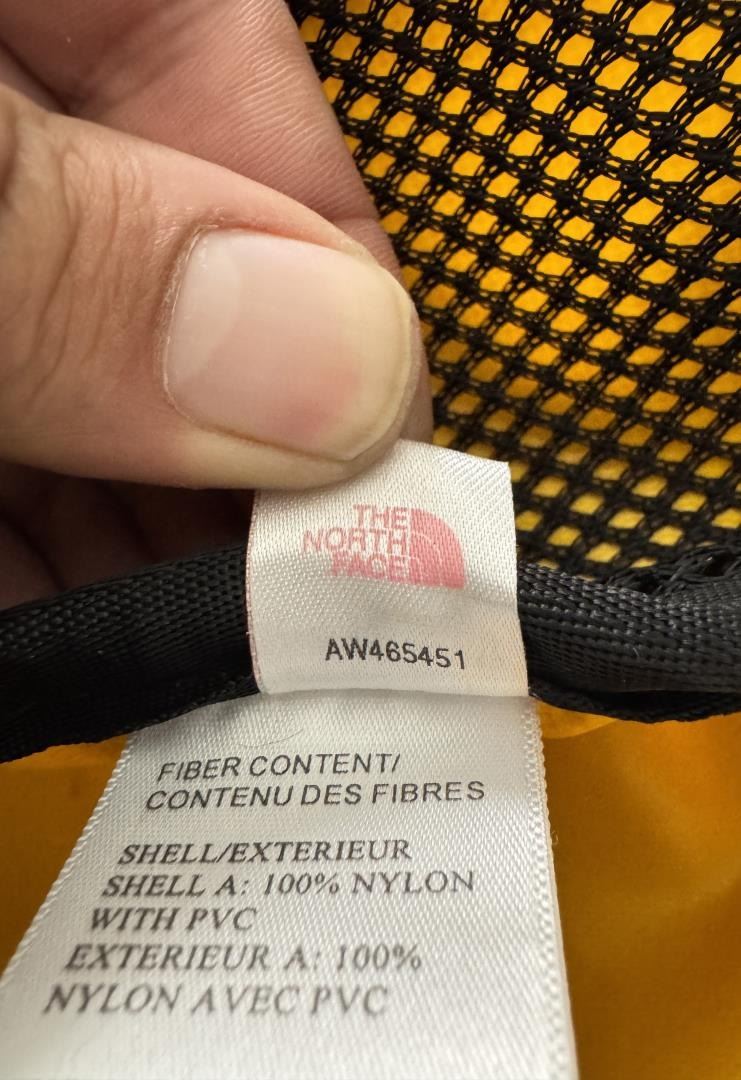 THE
NORTH
FACE
AW465451
FIBER CONTENT/
CONTENU DES FIBRES
SHELL/EXTERIEUR
SHELL A: 100% NYLON
WITH PVC
EXTERIEUR A: 100%
NYLON AVEC PVC